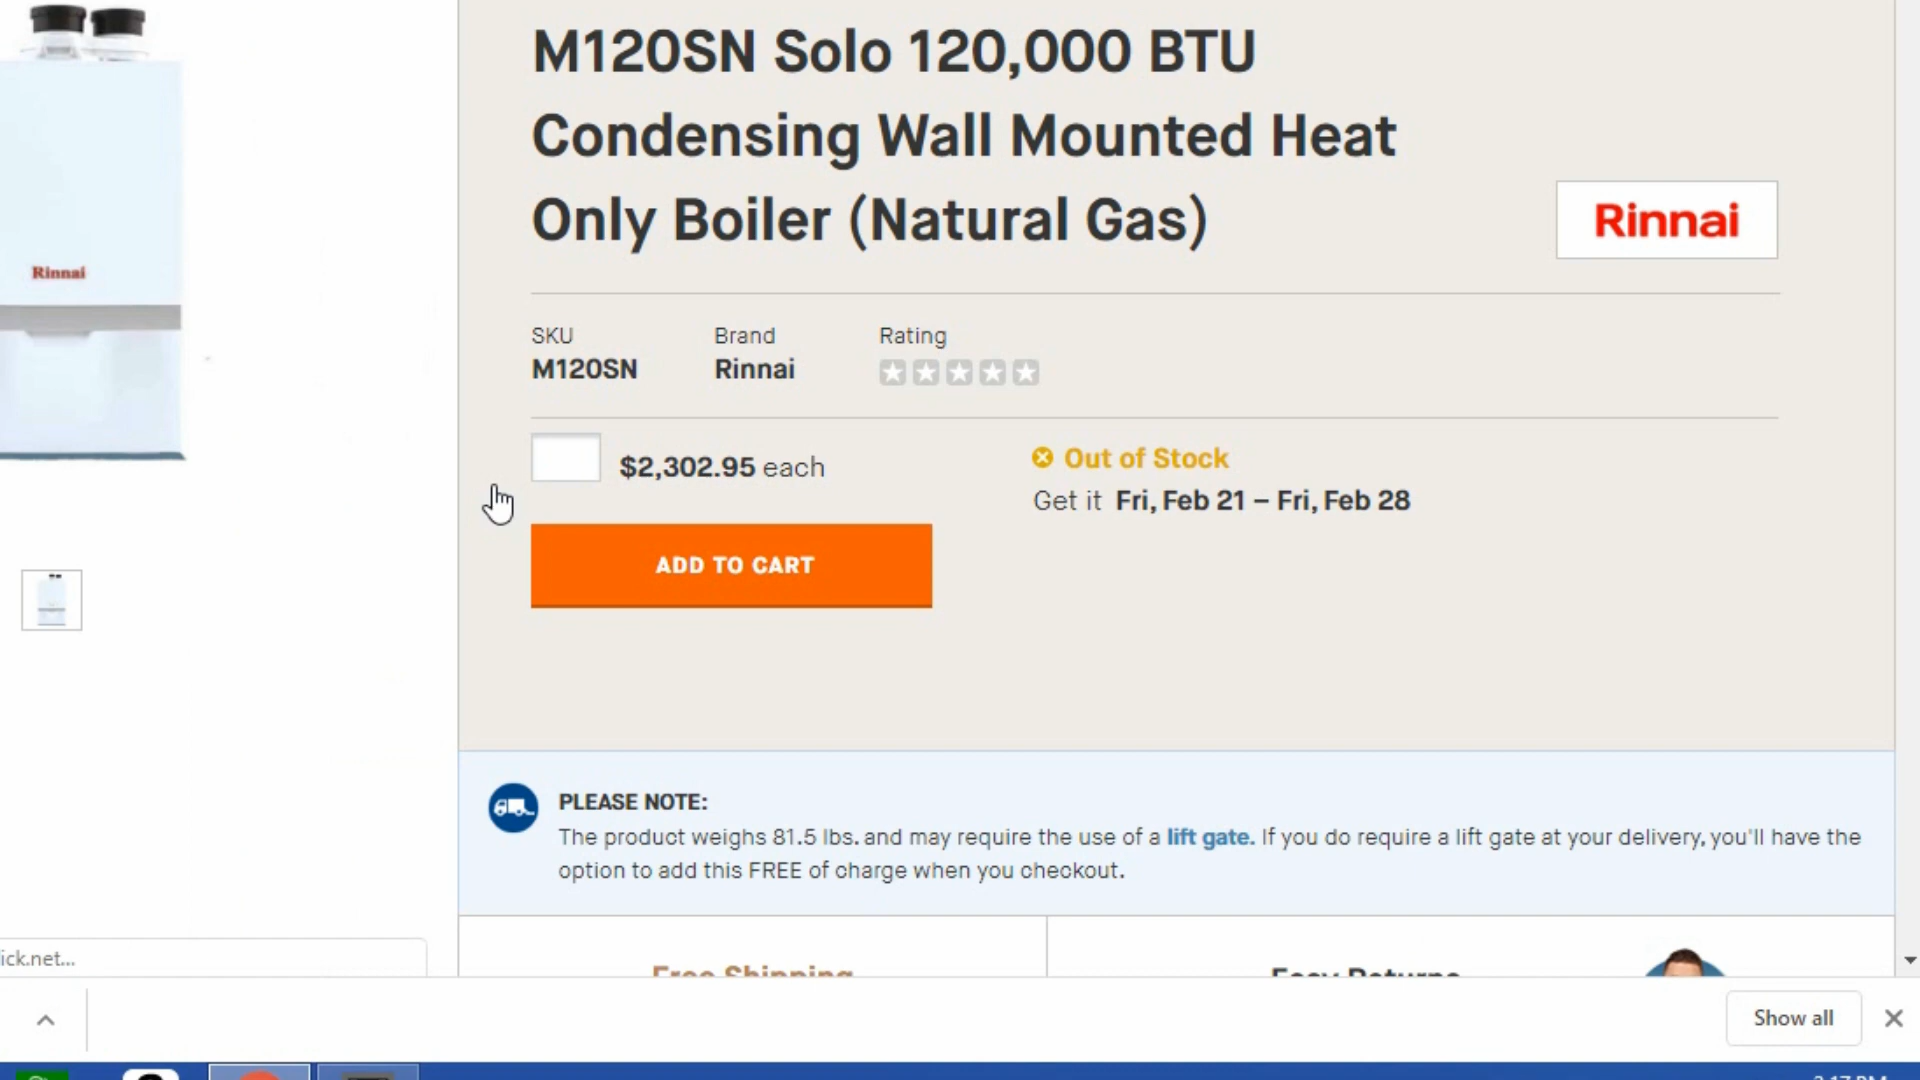 M120SN Solo 120,000 BTU
Condensing Wall Mounted Heat
Only Boiler (Natural Gas)
Rinnai
Rinnai
SKU
Brand
Rating
M120SN
Rinnai
$2,302.95 each
Out of Stock
Get it Fri, Feb 21 – Fri, Feb 28
ADD TO CART
PLEASE NOTE:
The product weighs 81.5 lbs. and may require the use of a lift gate. If you do require a lift gate at your delivery, you'll have the
option to add this FREE of charge when you checkout.
ick.net...
Free Shipping
Easy Returns
Show all